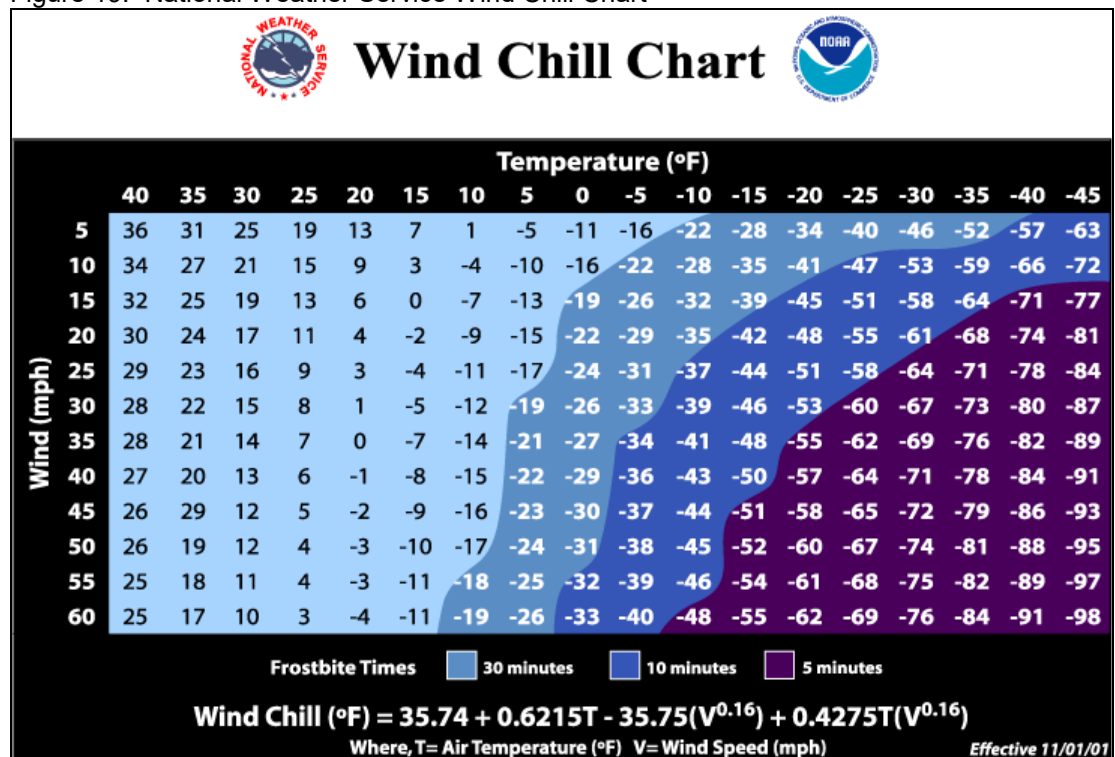 Figure 10. National Weather Service Wind Chill Chart
NATIONAL WEATHER SERVICE
Wind Chill Chart
NOAA
Temperature (ºF)
40 35 30 25 20 15 10 5 0 -5 -10 -15 -20 -25 -30 -35 -40 -45
Wind (mph)
5 36 31 25 19 13 7 1 -5 -11 -16 -22 -28 -34 -40 -46 -52 -57 -63
10 34 27 21 15 9 3 -4 -10 -16 -22 -28 -35 -41 -47 -53 -59 -66 -72
15 32 25 19 13 6 0 -7 -13 -19 -26 -32 -39 -45 -51 -58 -64 -71 -77
20 30 24 17 11 4 -2 -9 -15 -22 -29 -35 -42 -48 -55 -61 -68 -74 -81
25 29 23 16 9 3 -4 -11 -17 -24 -31 -37 -44 -51 -58 -64 -71 -78 -84
30 28 22 15 8 1 -5 -12 -19 -26 -33 -39 -46 -53 -60 -67 -73 -80 -87
35 28 21 14 7 0 -7 -14 -21 -27 -34 -41 -48 -55 -62 -69 -76 -82 -89
40 27 20 13 6 -1 -8 -15 -22 -29 -36 -43 -50 -57 -64 -71 -78 -84 -91
45 26 29 12 5 -2 -9 -16 -23 -30 -37 -44 -51 -58 -65 -72 -79 -86 -93
50 26 19 12 4 -3 -10 -17 -24 -31 -38 -45 -52 -60 -67 -74 -81 -88 -95
55 25 18 11 4 -3 -11 -18 -25 -32 -39 -46 -54 -61 -68 -75 -82 -89 -97
60 25 17 10 3 -4 -11 -19 -26 -33 -40 -48 -55 -62 -69 -76 -84 -91 -98
Frostbite Times 30 minutes 10 minutes 5 minutes
Wind Chill (ºF) = 35.74 + 0.6215T - 35.75(V^0.16) + 0.4275T(V^0.16)
Where, T= Air Temperature (ºF) V= Wind Speed (mph) Effective 11/01/01